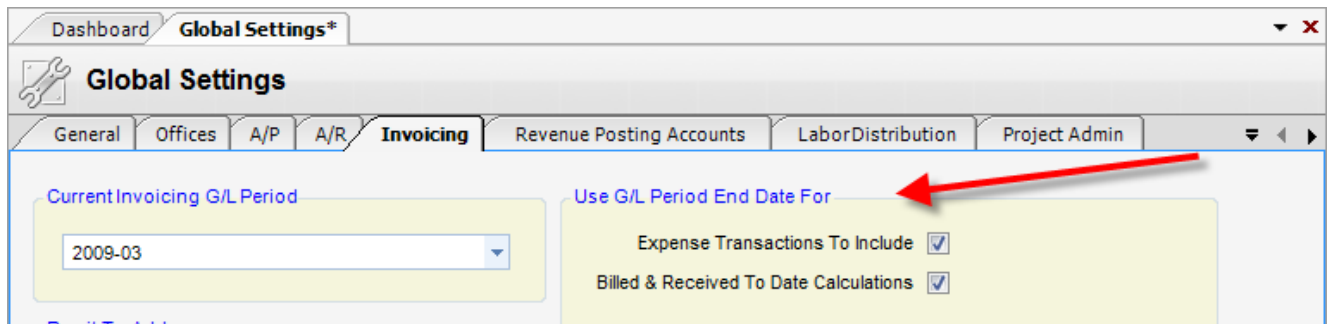 Dashboard Global Settings*
Global Settings
General Offices A/P A/R Invoicing Revenue Posting Accounts LaborDistribution Project Admin
Current Invoicing G/L Period
2009-03
Use G/L Period End Date For
Expense Transactions To Include
Billed & Received To Date Calculations